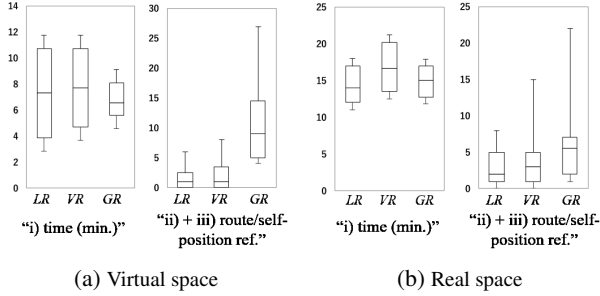 14
12
10
8
6
4
2
0
LR VR GR
“i) time (min.)”
30
25
20
15
10
5
0
LR VR GR
“ii) + iii) route/self-
position ref.”
(a) Virtual space
25
20
15
10
5
0
LR VR GR
“i) time (min.)”
25
20
15
10
5
0
LR VR GR
“ii) + iii) route/self-
position ref.”
(b) Real space